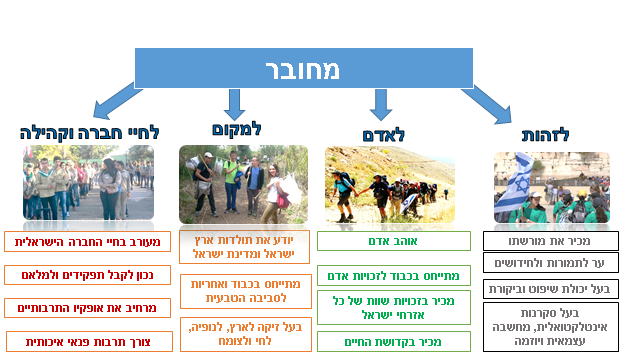 מחובר
לזהות
לאדם
למקום
לחיי חברה וקהילה
מכיר את מורשתו
ער לתמורות ולחידושים
בעל יכולת שיפוט וביקורת
בעל סקרנות
אינטלקטואלית, מחשבה
עצמאית ויוזמה
אוהב אדם
מתייחס בכבוד לזכויות אדם
מכיר בזכויות שוות של כל
אזרחי ישראל
מכיר בקדושת החיים
יודע את תולדות ארץ
ישראל ומדינת ישראל
מתייחס בכבוד ואחריות
לסביבה הטבעית
בעל זיקה לארץ, לנופיה,
לחי ולצומח
מעורב בחיי החברה הישראלית
נכון לקבל תפקידים ולמלאם
מרחיב את אופקיו התרבותיים
צורך תרבות פנאי איכותית